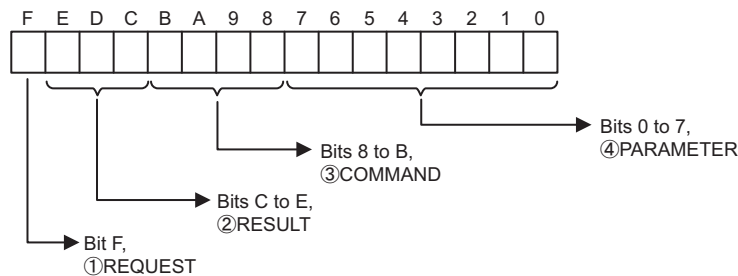 F E D C B A 9 8 7 6 5 4 3 2 1 0
Bits 0 to 7,
④PARAMETER
Bits 8 to B,
③COMMAND
Bits C to E,
②RESULT
Bit F,
①REQUEST